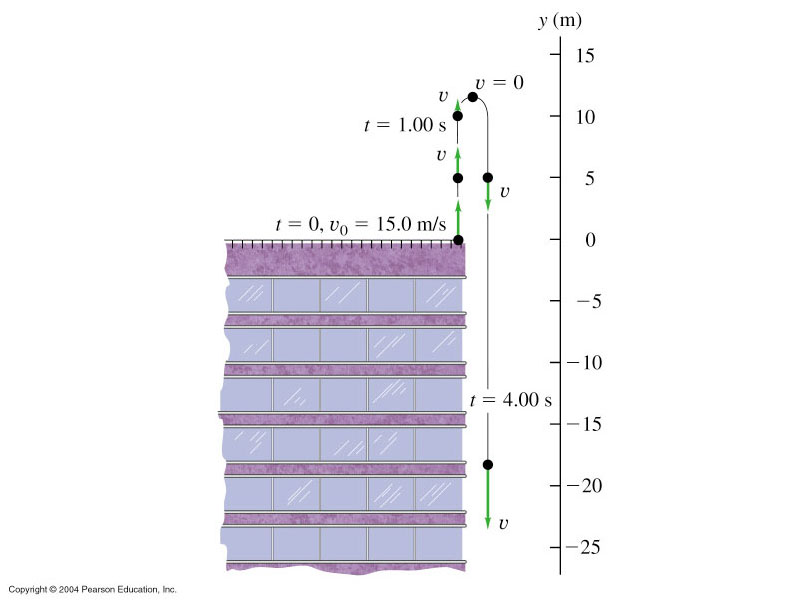 y (m)
15
v = 0
v
10
t = 1.00 s
v
5
v
t = 0, v₀ = 15.0 m/s
0
−5
−10
t = 4.00 s
−15
−20
v
−25
Copyright © 2004 Pearson Education, Inc.